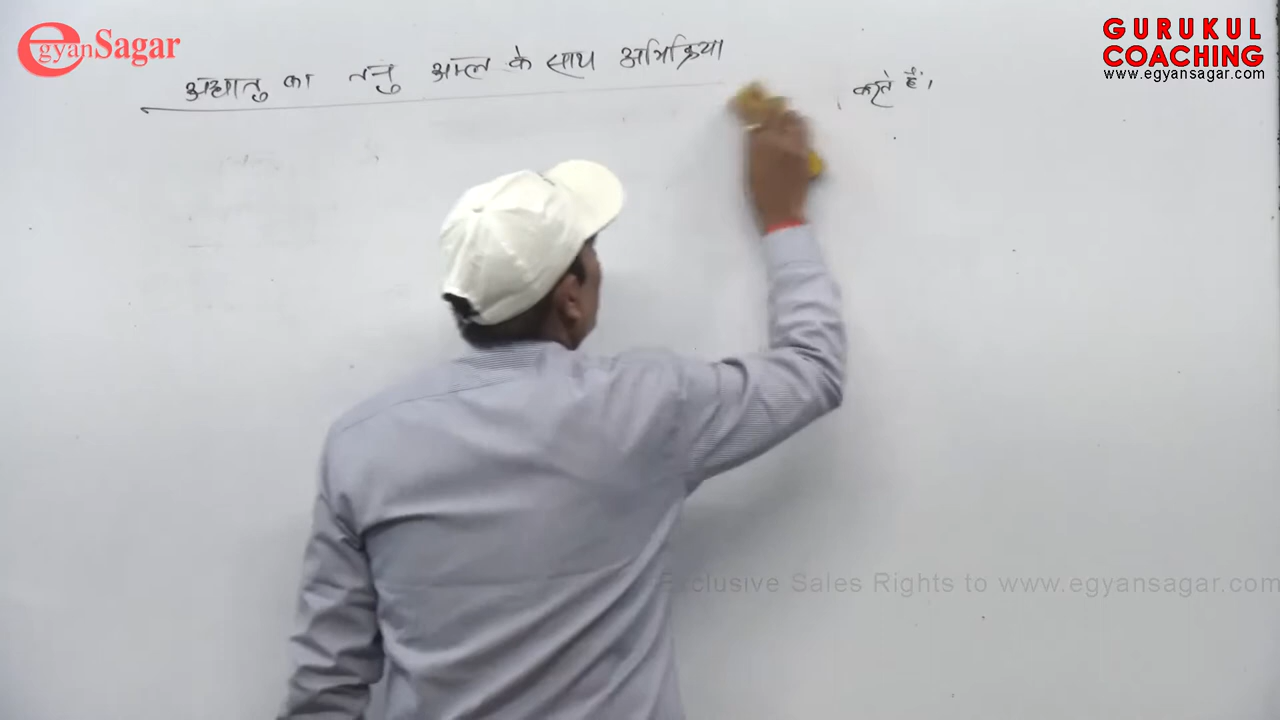 egyanSagar
GURUKUL
COACHING
www.egyansagar.com
अधातु का तनु अम्ल के साथ अभिक्रिया
करते हैं।
Exclusive Sales Rights to www.egyansagar.com